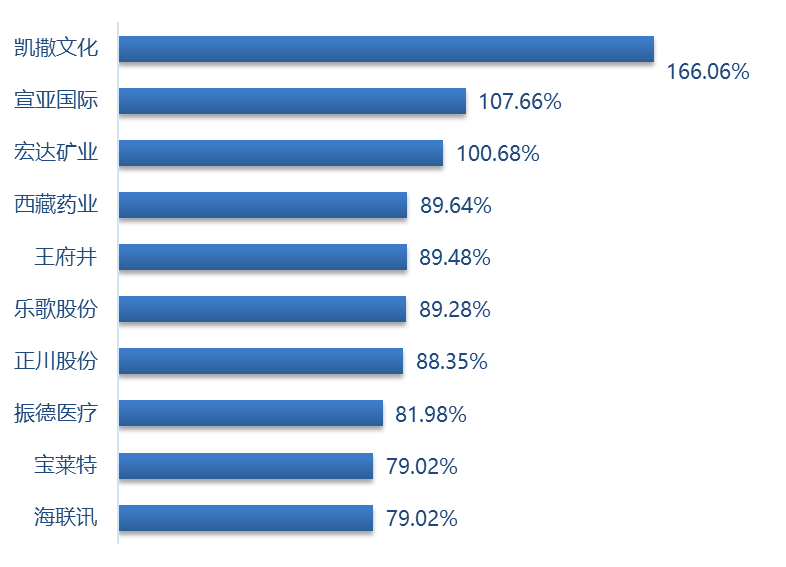 凯撒文化 166.06%
宣亚国际 107.66%
宏达矿业 100.68%
西藏药业 89.64%
王府井 89.48%
乐歌股份 89.28%
正川股份 88.35%
振德医疗 81.98%
宝莱特 79.02%
海联讯 79.02%